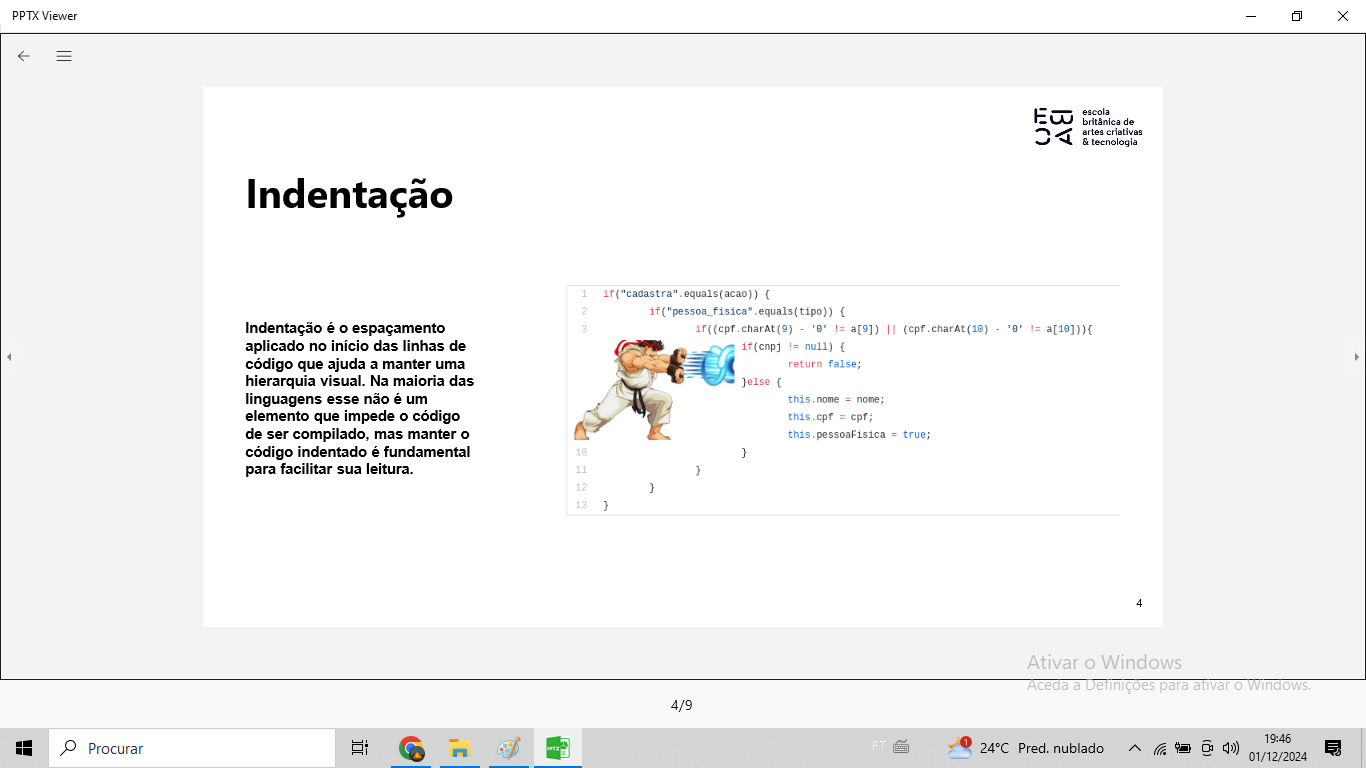 PPTX Viewer
escola
britânica de
artes criativas
& tecnologia
Indentação
Indentação é o espaçamento
aplicado no início das linhas de
código que ajuda a manter uma
hierarquia visual. Na maioria das
linguagens esse não é um
elemento que impede o código
de ser compilado, mas manter o
código indentado é fundamental
para facilitar sua leitura.
1 if("cadastra".equals(acao)) {
2 if("pessoa_fisica".equals(tipo)) {
3 if((cpf.charAt(9) - '0' != a[9]) || (cpf.charAt(10) - '0' != a[10])){
if(cnpj != null) {
return false;
}else {
this.nome = nome;
this.cpf = cpf;
this.pessoaFisica = true;
10 }
11 }
12 }
13 }
4
Ativar o Windows
Aceda a Definições para ativar o Windows.
4/9
Procurar
PPTX
PT
1
24°C Pred. nublado
19:46
01/12/2024